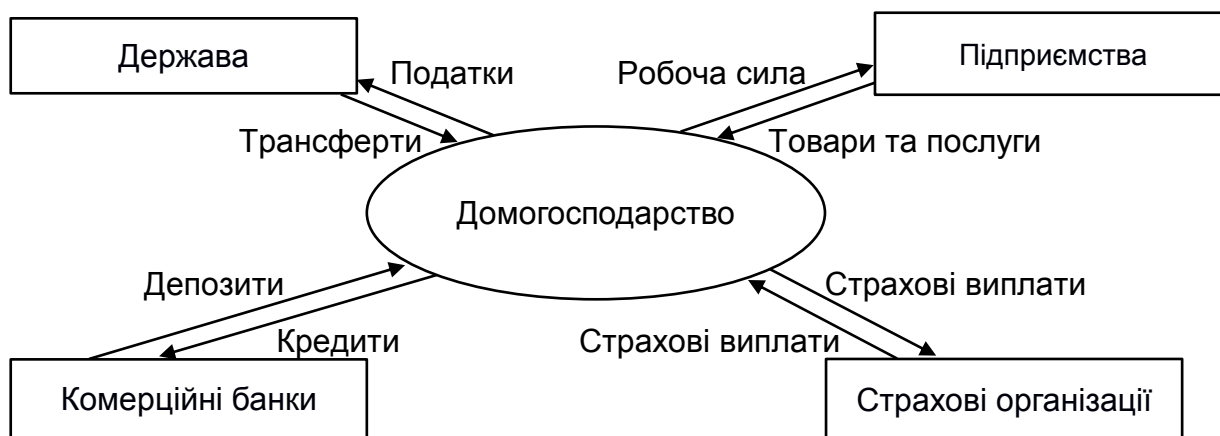 Держава
Підприємства
Податки
Робоча сила
Трансферти
Товари та послуги
Домогосподарство
Депозити
Страхові виплати
Кредити
Страхові виплати
Комерційні банки
Страхові організації